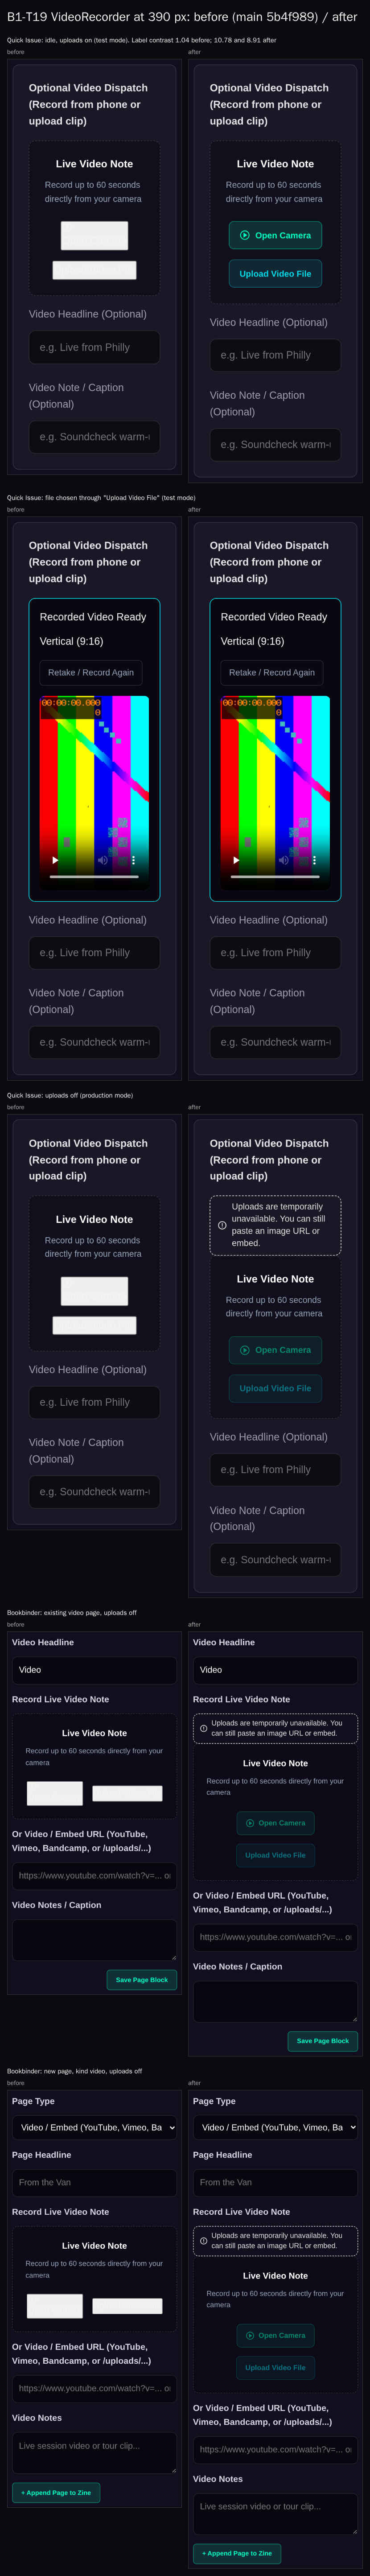 B1-T19 VideoRecorder at 390 px: before (main 5b4f989) / after
Quick Issue: idle, uploads on (test mode). Label contrast 1.04 before; 10.78 and 8.91 after
before
Optional Video Dispatch
(Record from phone or
upload clip)
Live Video Note
Record up to 60 seconds
directly from your camera
Video Headline (Optional)
e.g. Live from Philly
Video Note / Caption
(Optional)
e.g. Soundcheck warm-
after
Optional Video Dispatch
(Record from phone or
upload clip)
Live Video Note
Record up to 60 seconds
directly from your camera
Open Camera
Upload Video File
Video Headline (Optional)
e.g. Live from Philly
Video Note / Caption
(Optional)
e.g. Soundcheck warm-
Quick Issue: file chosen through "Upload Video File" (test mode)
before
Optional Video Dispatch
(Record from phone or
upload clip)
Recorded Video Ready
Vertical (9:16)
Retake / Record Again
00:00:00.000
0
Video Headline (Optional)
e.g. Live from Philly
Video Note / Caption
(Optional)
e.g. Soundcheck warm-
after
Optional Video Dispatch
(Record from phone or
upload clip)
Recorded Video Ready
Vertical (9:16)
Retake / Record Again
00:00:00.000
0
Video Headline (Optional)
e.g. Live from Philly
Video Note / Caption
(Optional)
e.g. Soundcheck warm-
Quick Issue: uploads off (production mode)
before
Optional Video Dispatch
(Record from phone or
upload clip)
Live Video Note
Record up to 60 seconds
directly from your camera
Video Headline (Optional)
e.g. Live from Philly
Video Note / Caption
(Optional)
e.g. Soundcheck warm-
after
Optional Video Dispatch
(Record from phone or
upload clip)
Uploads are temporarily
unavailable. You can still
paste an image URL or
embed.
Live Video Note
Record up to 60 seconds
directly from your camera
Open Camera
Upload Video File
Video Headline (Optional)
e.g. Live from Philly
Video Note / Caption
(Optional)
e.g. Soundcheck warm-
Bookbinder: existing video page, uploads off
before
Video Headline
Video
Record Live Video Note
Live Video Note
Record up to 60 seconds directly from your
camera
Or Video / Embed URL (YouTube,
Vimeo, Bandcamp, or /uploads/...)
https://www.youtube.com/watch?v=... o
Video Notes / Caption
Save Page Block
after
Video Headline
Video
Record Live Video Note
Uploads are temporarily unavailable. You
can still paste an image URL or embed.
Live Video Note
Record up to 60 seconds directly from your
camera
Open Camera
Upload Video File
Or Video / Embed URL (YouTube,
Vimeo, Bandcamp, or /uploads/...)
https://www.youtube.com/watch?v=... o
Video Notes / Caption
Save Page Block
Bookbinder: new page, kind video, uploads off
before
Page Type
Video / Embed (YouTube, Vimeo, Ba
Page Headline
From the Van
Record Live Video Note
Live Video Note
Record up to 60 seconds directly from your
camera
Or Video / Embed URL (YouTube,
Vimeo, Bandcamp, or /uploads/...)
https://www.youtube.com/watch?v=... o
Video Notes
Live session video or tour clip...
+ Append Page to Zine
after
Page Type
Video / Embed (YouTube, Vimeo, Ba
Page Headline
From the Van
Record Live Video Note
Uploads are temporarily unavailable. You
can still paste an image URL or embed.
Live Video Note
Record up to 60 seconds directly from your
camera
Open Camera
Upload Video File
Or Video / Embed URL (YouTube,
Vimeo, Bandcamp, or /uploads/...)
https://www.youtube.com/watch?v=... o
Video Notes
Live session video or tour clip...
+ Append Page to Zine